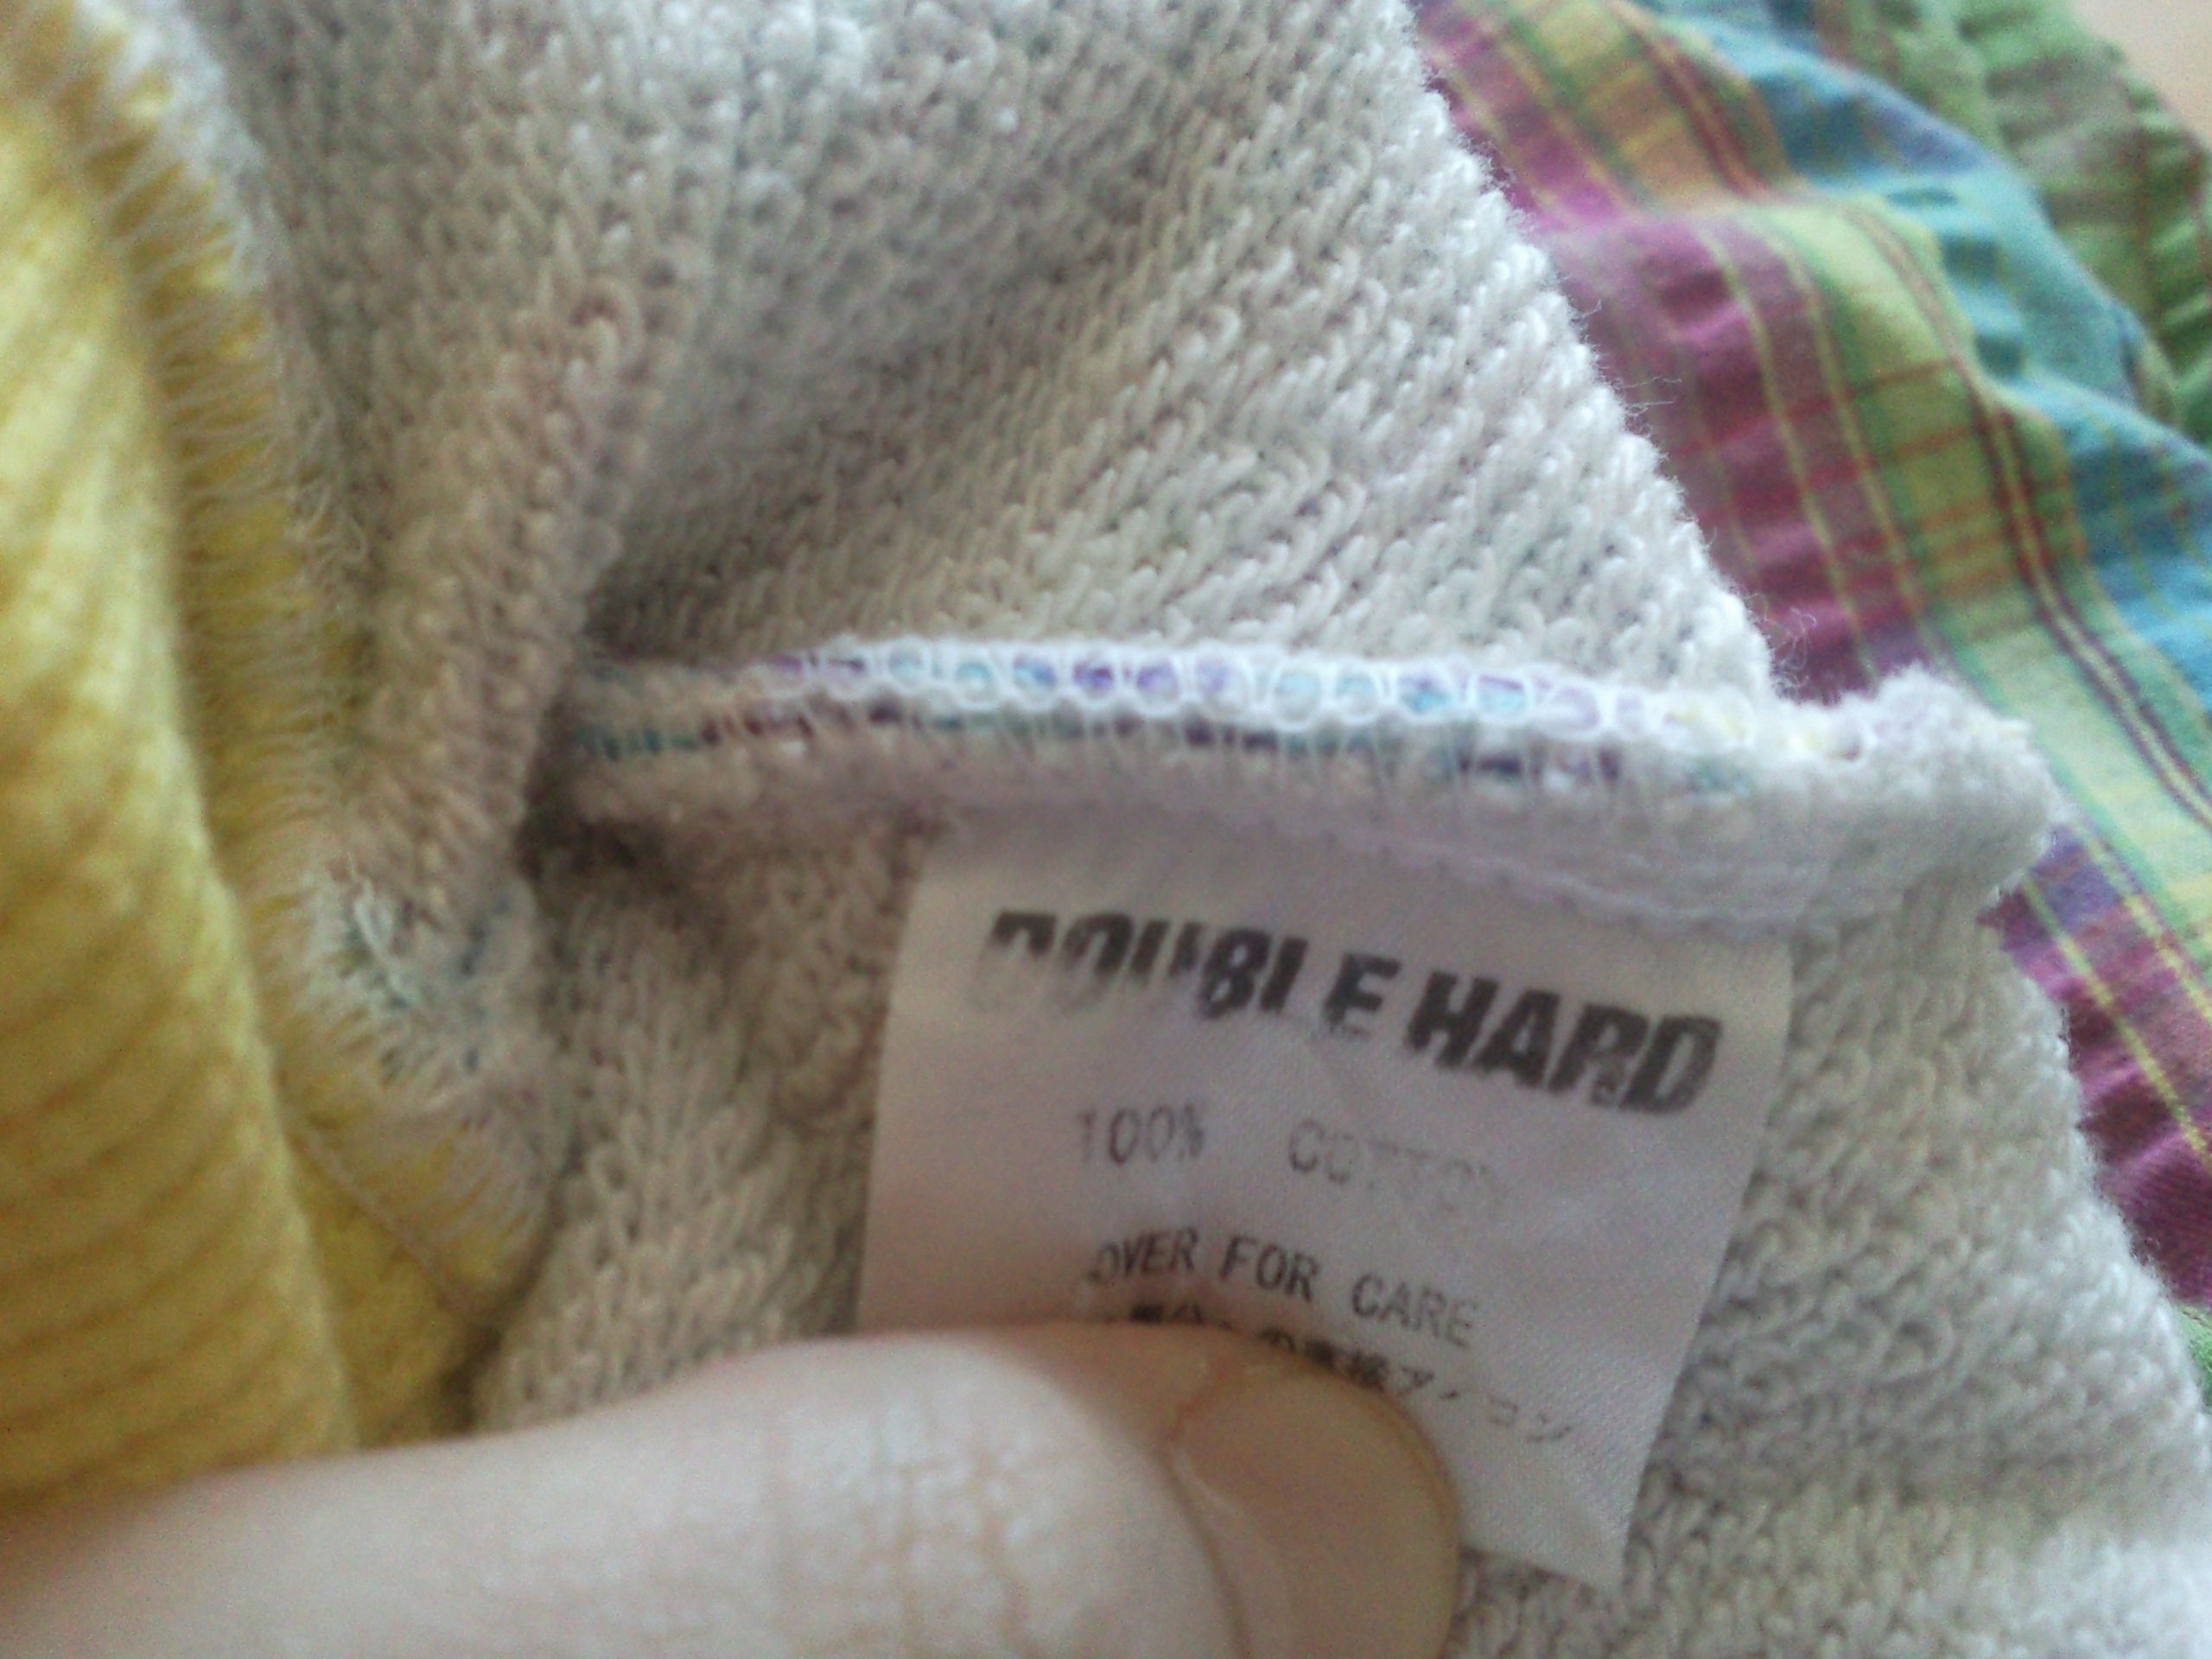 DOUBLE HARD
100% COTTON
OVER FOR CARE